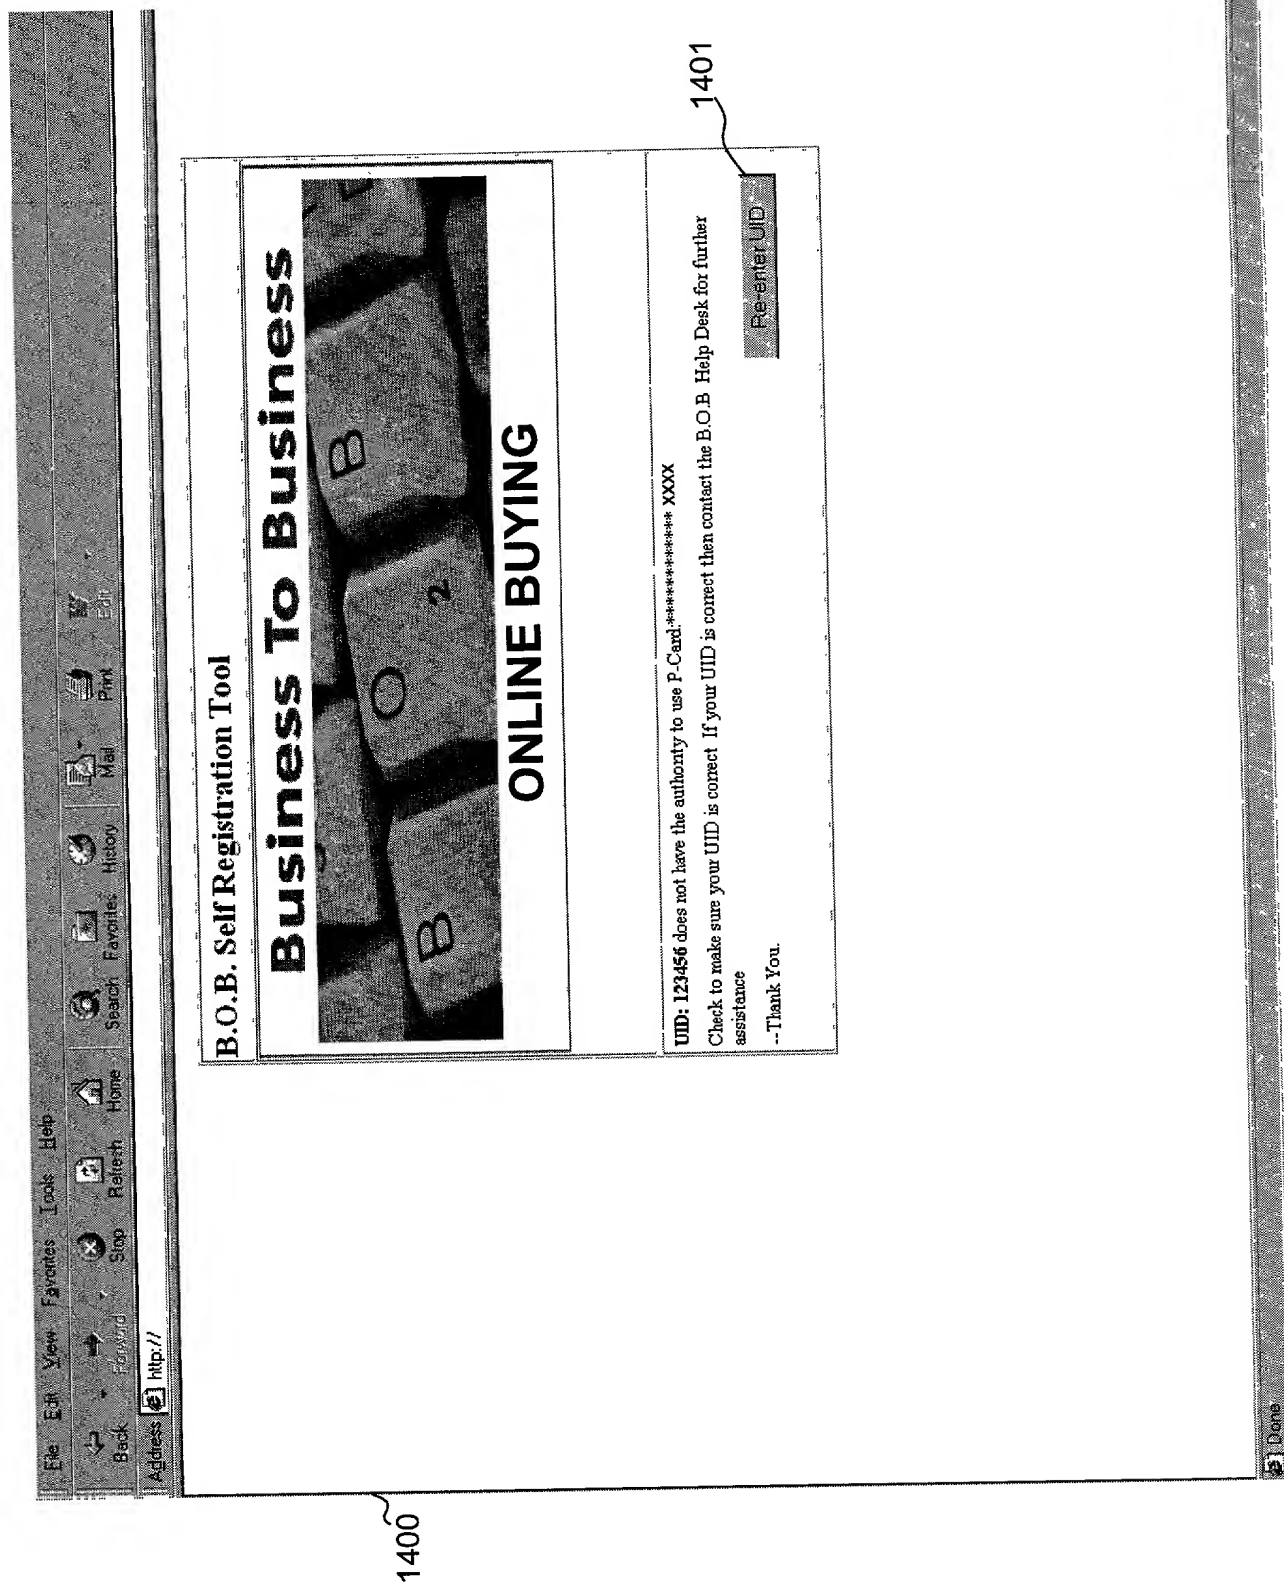 File Edit View Favorites Tools Help
Back Forward Stop Refresh Home Search Favorites History Mail Print Edit
Address http://
B.O.B. Self Registration Tool
Business To Business
B O 2 B
ONLINE BUYING
UID: 123456 does not have the authority to use P-Card:************ XXXX
Check to make sure your UID is correct If your UID is correct then contact the B.O.B Help Desk for further
assistance
--Thank You.
Re-enter UID
1401
1400
Done